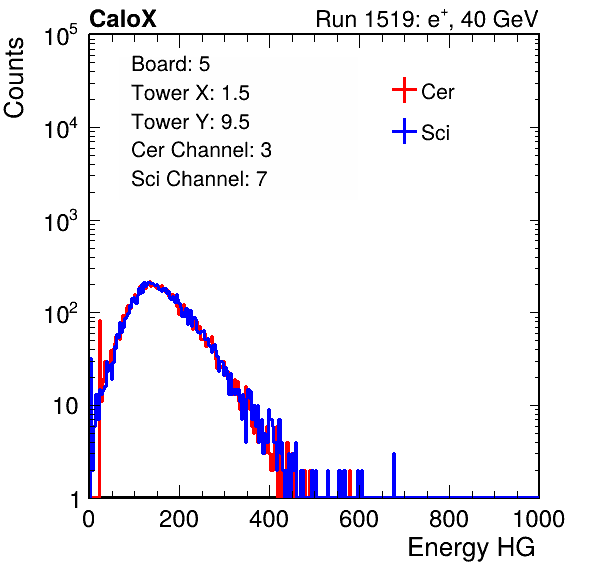 CaloX Run 1519: e⁺, 40 GeV
Counts
Board: 5
Tower X: 1.5
Tower Y: 9.5
Cer Channel: 3
Sci Channel: 7
Cer
Sci
10⁵
10⁴
10³
10²
10
1
0 200 400 600 800 1000
Energy HG